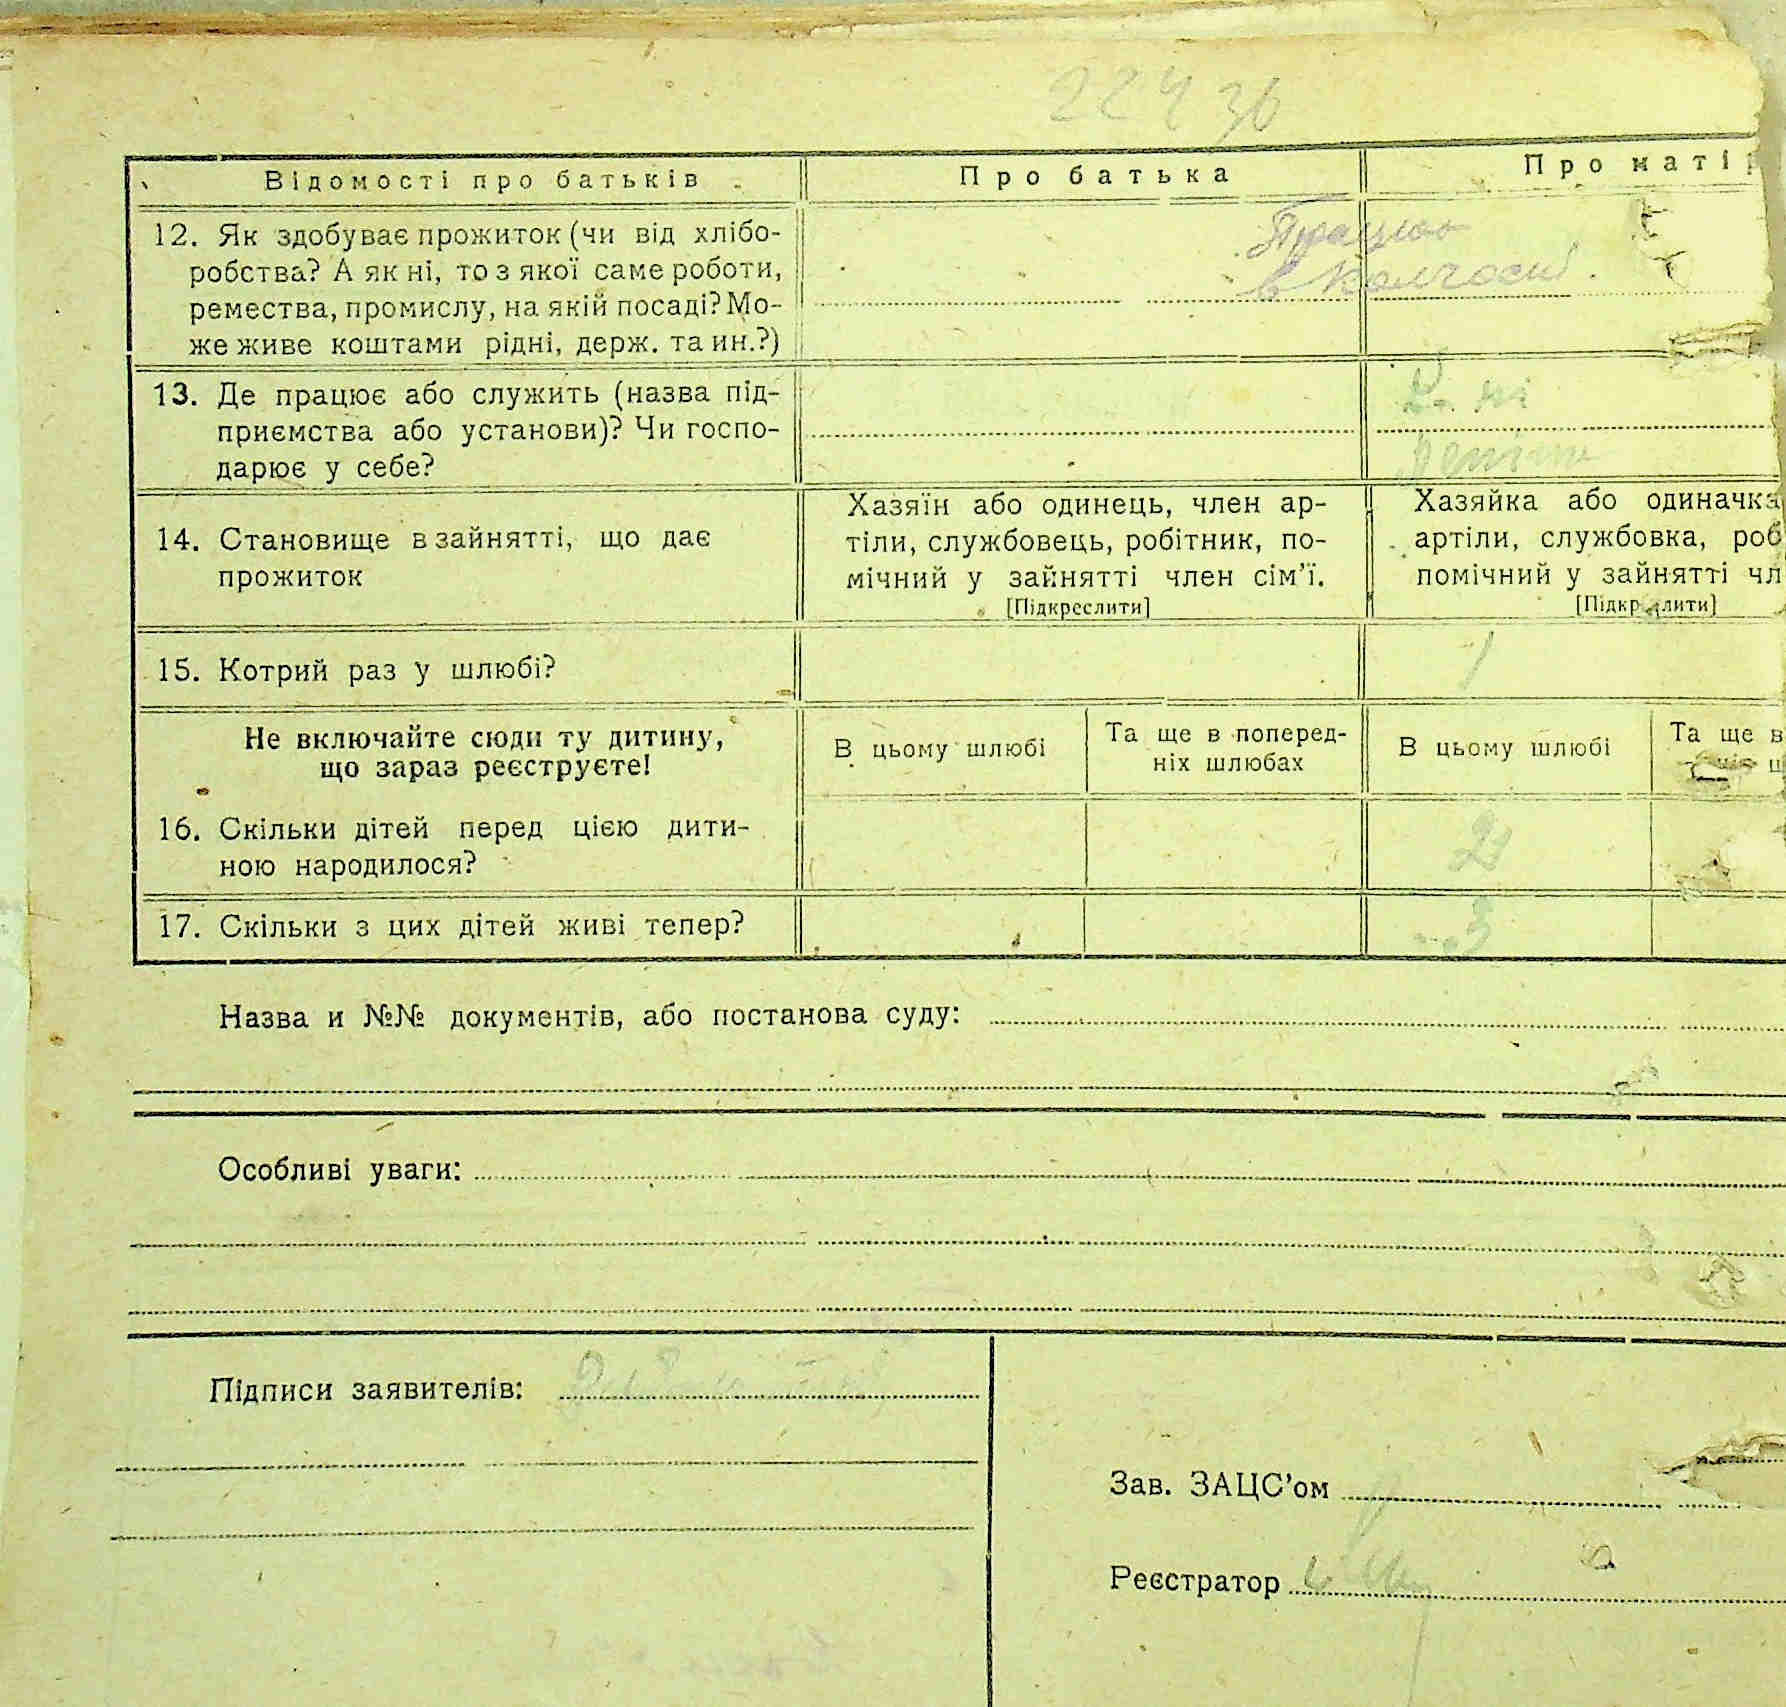 Відомості про батьків
Про батька
Про матір
12. Як здобуває прожиток (чи від хлібо-
робства? А як ні, то з якої саме роботи,
ремества, промислу, на якій посаді? Мо-
же живе коштами рідні, держ. та ин.?)
Працює
в колгоспі.
13. Де працює або служить (назва під-
приємства або установи)? Чи госпо-
дарює у себе?
14. Становище в зайнятті, що дає
прожиток
Хазяїн або одинець, член ар-
тіли, службовець, робітник, по-
мічний у зайнятті член сім'ї.
[Підкреслити]
Хазяйка або одиначка
артіли, службовка, роб
помічний у зайнятті чл
[Підкреслити]
15. Котрий раз у шлюбі?
1
Не включайте сюди ту дитину,
що зараз реєструєте!
В цьому шлюбі
Та ще в поперед-
ніх шлюбах
В цьому шлюбі
Та ще в
16. Скільки дітей перед цією дити-
ною народилося?
2
17. Скільки з цих дітей живі тепер?
3
Назва и №№ документів, або постанова суду:
Особливі уваги:
Підписи заявителів:
Зав. ЗАЦС'ом
Реєстратор